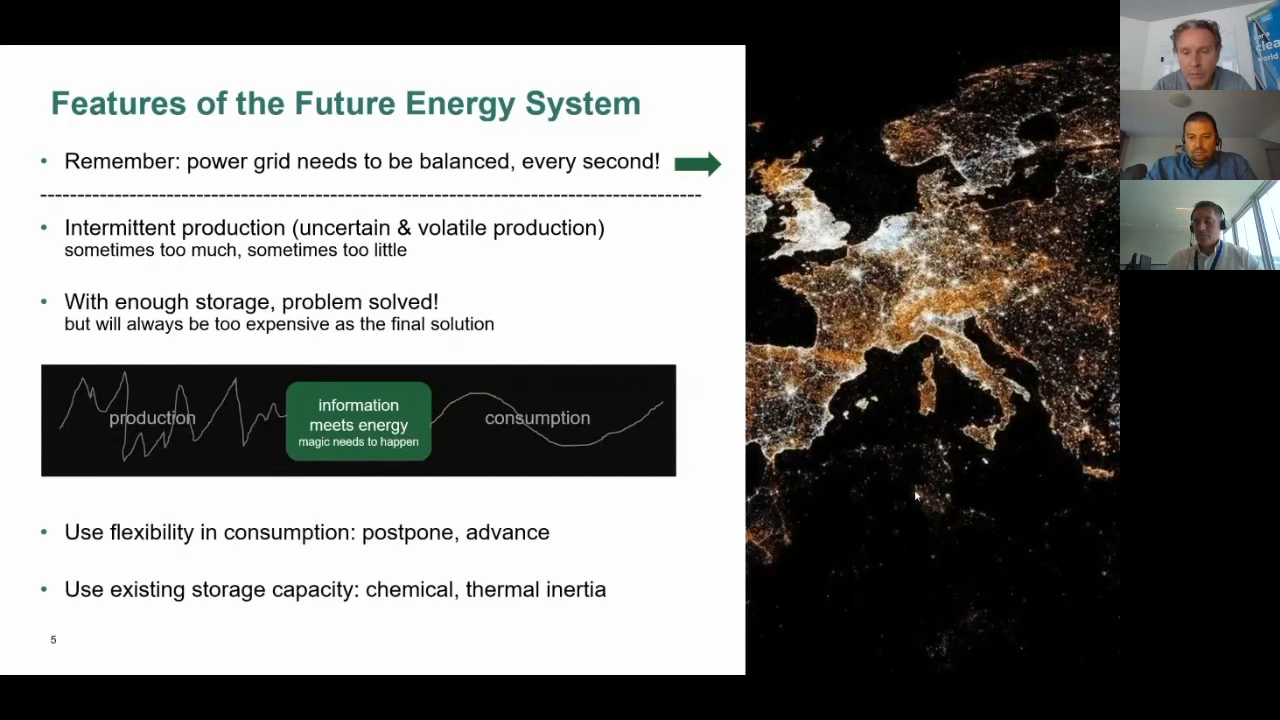 Features of the Future Energy System
• Remember: power grid needs to be balanced, every second!
• Intermittent production (uncertain & volatile production)
sometimes too much, sometimes too little
• With enough storage, problem solved!
but will always be too expensive as the final solution
production
information
meets energy
magic needs to happen
consumption
• Use flexibility in consumption: postpone, advance
• Use existing storage capacity: chemical, thermal inertia
5
clea
world